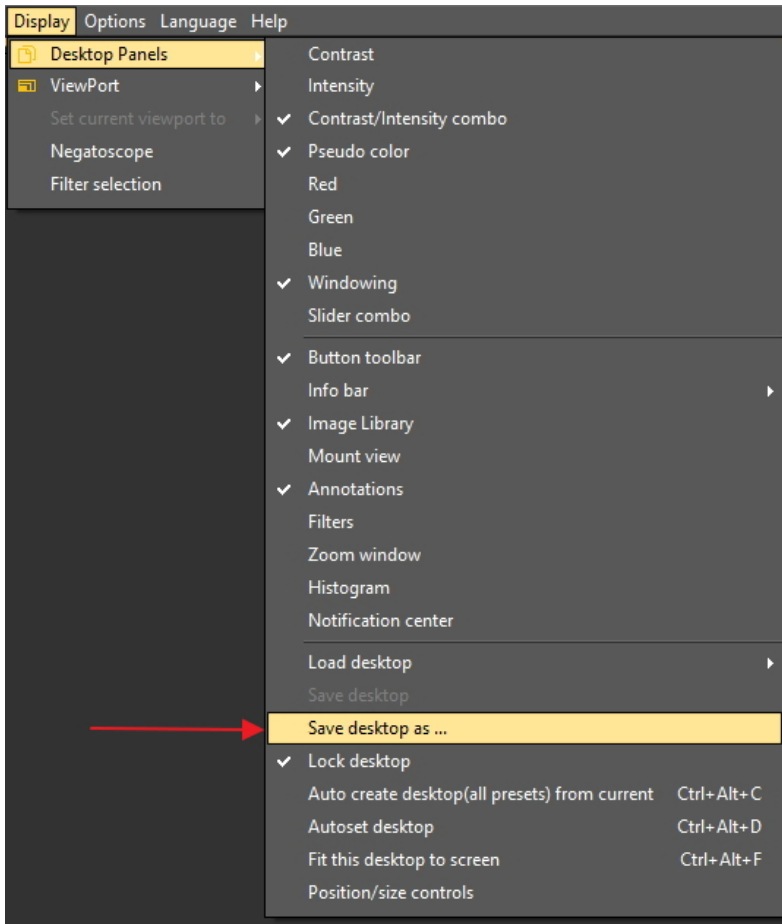 Display Options Language Help
Desktop Panels
ViewPort
Set current viewport to
Negatoscope
Filter selection
Contrast
Intensity
Contrast/Intensity combo
Pseudo color
Red
Green
Blue
Windowing
Slider combo
Button toolbar
Info bar
Image Library
Mount view
Annotations
Filters
Zoom window
Histogram
Notification center
Load desktop
Save desktop
Save desktop as ...
Lock desktop
Auto create desktop(all presets) from current Ctrl+Alt+C
Autoset desktop Ctrl+Alt+D
Fit this desktop to screen Ctrl+Alt+F
Position/size controls